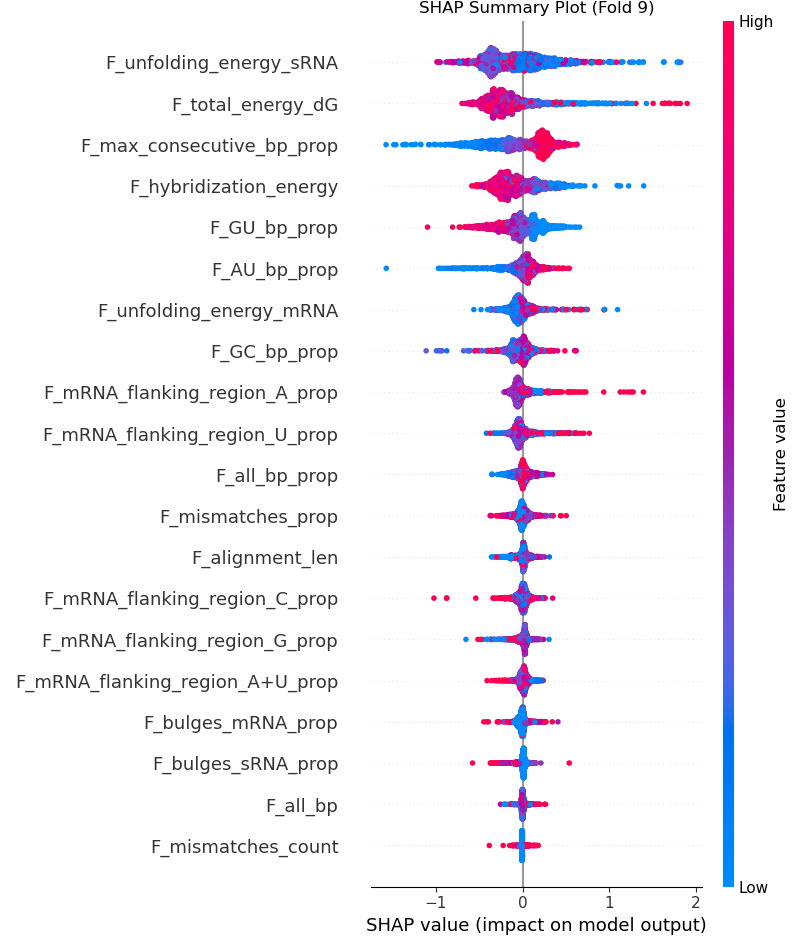 SHAP Summary Plot (Fold 9)
High
F_unfolding_energy_sRNA
F_total_energy_dG
F_max_consecutive_bp_prop
F_hybridization_energy
F_GU_bp_prop
F_AU_bp_prop
F_unfolding_energy_mRNA
F_GC_bp_prop
F_mRNA_flanking_region_A_prop
F_mRNA_flanking_region_U_prop
F_all_bp_prop
F_mismatches_prop
F_alignment_len
F_mRNA_flanking_region_C_prop
F_mRNA_flanking_region_G_prop
F_mRNA_flanking_region_A+U_prop
F_bulges_mRNA_prop
F_bulges_sRNA_prop
F_all_bp
F_mismatches_count
Feature value
Low
−1 0 1 2
SHAP value (impact on model output)